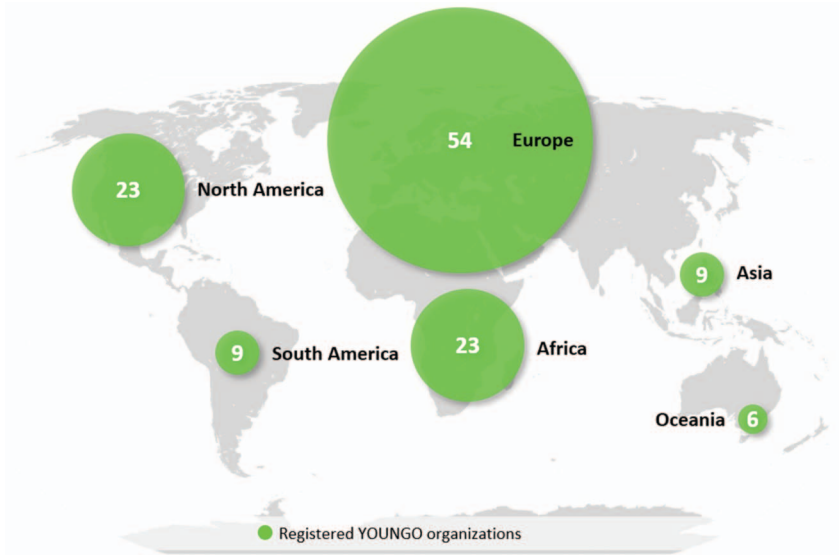 54 Europe
23 North America
9 Asia
9 South America
23 Africa
Oceania 6
Registered YOUNGO organizations